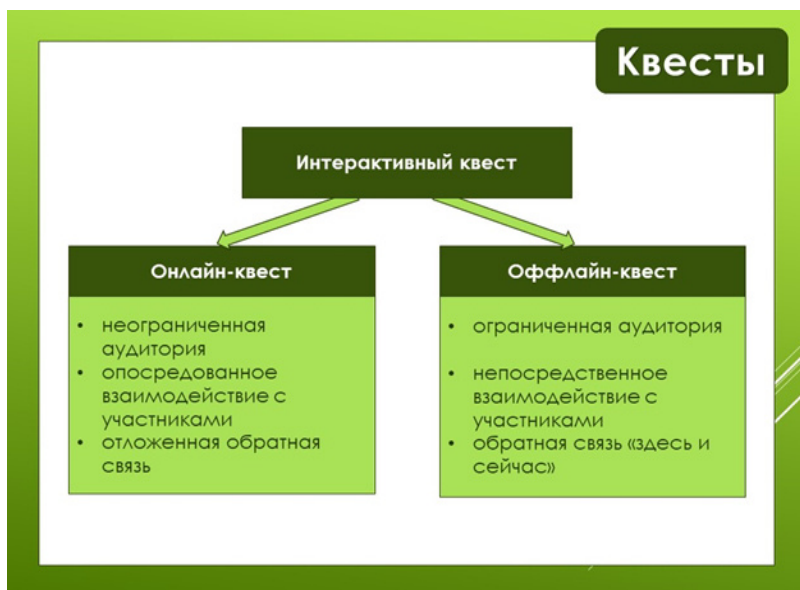 Квесты
Интерактивный квест
Онлайн-квест
• неограниченная
аудитория
• опосредованное
взаимодействие с
участниками
• отложенная обратная
связь
Оффлайн-квест
• ограниченная аудитория
• непосредственное
взаимодействие с
участниками
• обратная связь «здесь и
сейчас»